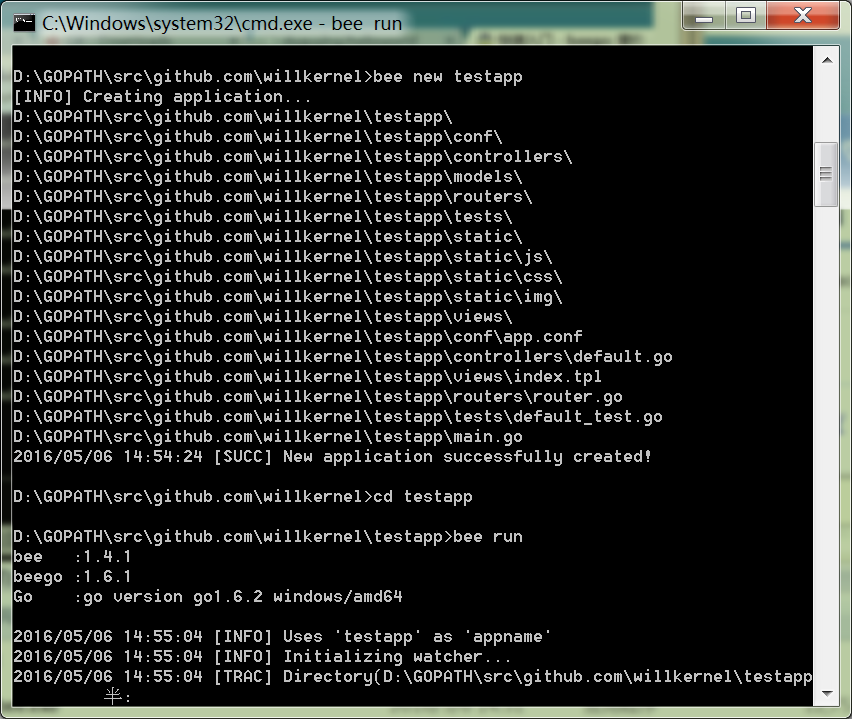 C:\Windows\system32\cmd.exe - bee  run
D:\GOPATH\src\github.com\willkernel>bee new testapp
[INFO] Creating application...
D:\GOPATH\src\github.com\willkernel\testapp\
D:\GOPATH\src\github.com\willkernel\testapp\conf\
D:\GOPATH\src\github.com\willkernel\testapp\controllers\
D:\GOPATH\src\github.com\willkernel\testapp\models\
D:\GOPATH\src\github.com\willkernel\testapp\routers\
D:\GOPATH\src\github.com\willkernel\testapp\tests\
D:\GOPATH\src\github.com\willkernel\testapp\static\
D:\GOPATH\src\github.com\willkernel\testapp\static\js\
D:\GOPATH\src\github.com\willkernel\testapp\static\css\
D:\GOPATH\src\github.com\willkernel\testapp\static\img\
D:\GOPATH\src\github.com\willkernel\testapp\views\
D:\GOPATH\src\github.com\willkernel\testapp\conf\app.conf
D:\GOPATH\src\github.com\willkernel\testapp\controllers\default.go
D:\GOPATH\src\github.com\willkernel\testapp\views\index.tpl
D:\GOPATH\src\github.com\willkernel\testapp\routers\router.go
D:\GOPATH\src\github.com\willkernel\testapp\tests\default_test.go
D:\GOPATH\src\github.com\willkernel\testapp\main.go
2016/05/06 14:54:24 [SUCC] New application successfully created!
D:\GOPATH\src\github.com\willkernel>cd testapp
D:\GOPATH\src\github.com\willkernel\testapp>bee run
bee   :1.4.1
beego :1.6.1
Go    :go version go1.6.2 windows/amd64
2016/05/06 14:55:04 [INFO] Uses 'testapp' as 'appname'
2016/05/06 14:55:04 [INFO] Initializing watcher...
2016/05/06 14:55:04 [TRAC] Directory(D:\GOPATH\src\github.com\willkernel\testapp
半: